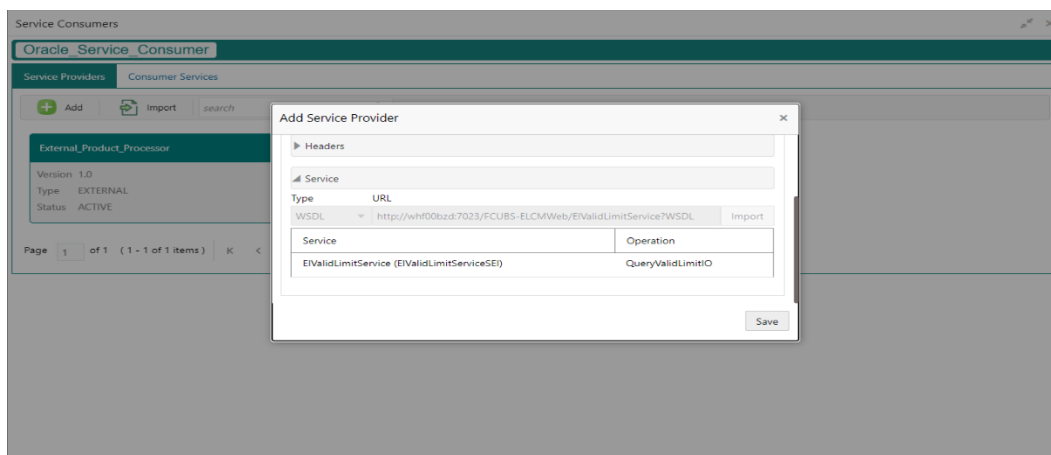 Service Consumers
Oracle_Service_Consumer
Service Providers Consumer Services
Add Import search
Add Service Provider
External_Product_Processor
Headers
Version 1.0
Service
Type EXTERNAL
Type URL
Status ACTIVE
WSDL http://whf00bzd:7023/FCUBS-ELCMWeb/ElValidLimitService?WSDL Import
Service Operation
Page 1 of 1 (1 - 1 of 1 items)
ElValidLimitService (ElValidLimitServiceSEI) QueryValidLimitIO
Save